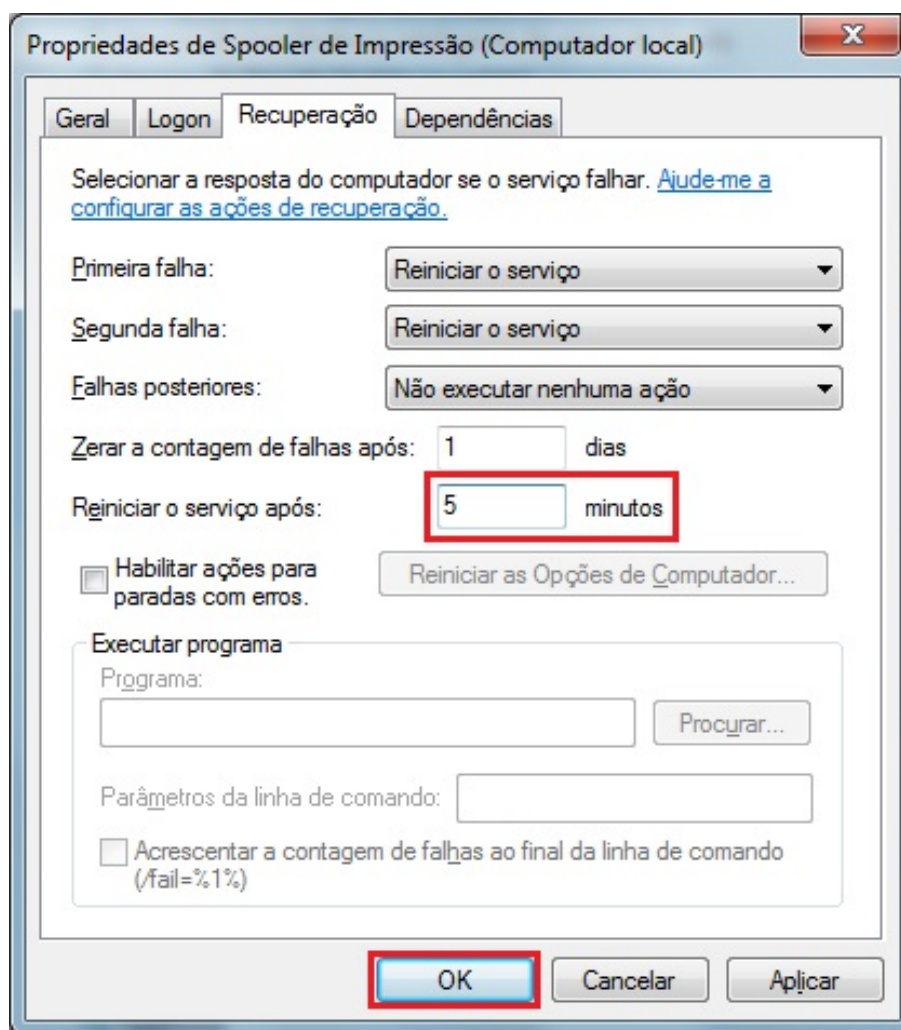 Propriedades de Spooler de Impressão (Computador local)
Geral Logon Recuperação Dependências
Selecionar a resposta do computador se o serviço falhar. Ajude-me a
configurar as ações de recuperação.
Primeira falha: Reiniciar o serviço
Segunda falha: Reiniciar o serviço
Falhas posteriores: Não executar nenhuma ação
Zerar a contagem de falhas após: 1 dias
Reiniciar o serviço após: 5 minutos
Habilitar ações para
paradas com erros.
Reiniciar as Opções de Computador...
Executar programa
Programa:
Procurar...
Parâmetros da linha de comando:
Acrescentar a contagem de falhas ao final da linha de comando
(/fail=%1%)
OK Cancelar Aplicar